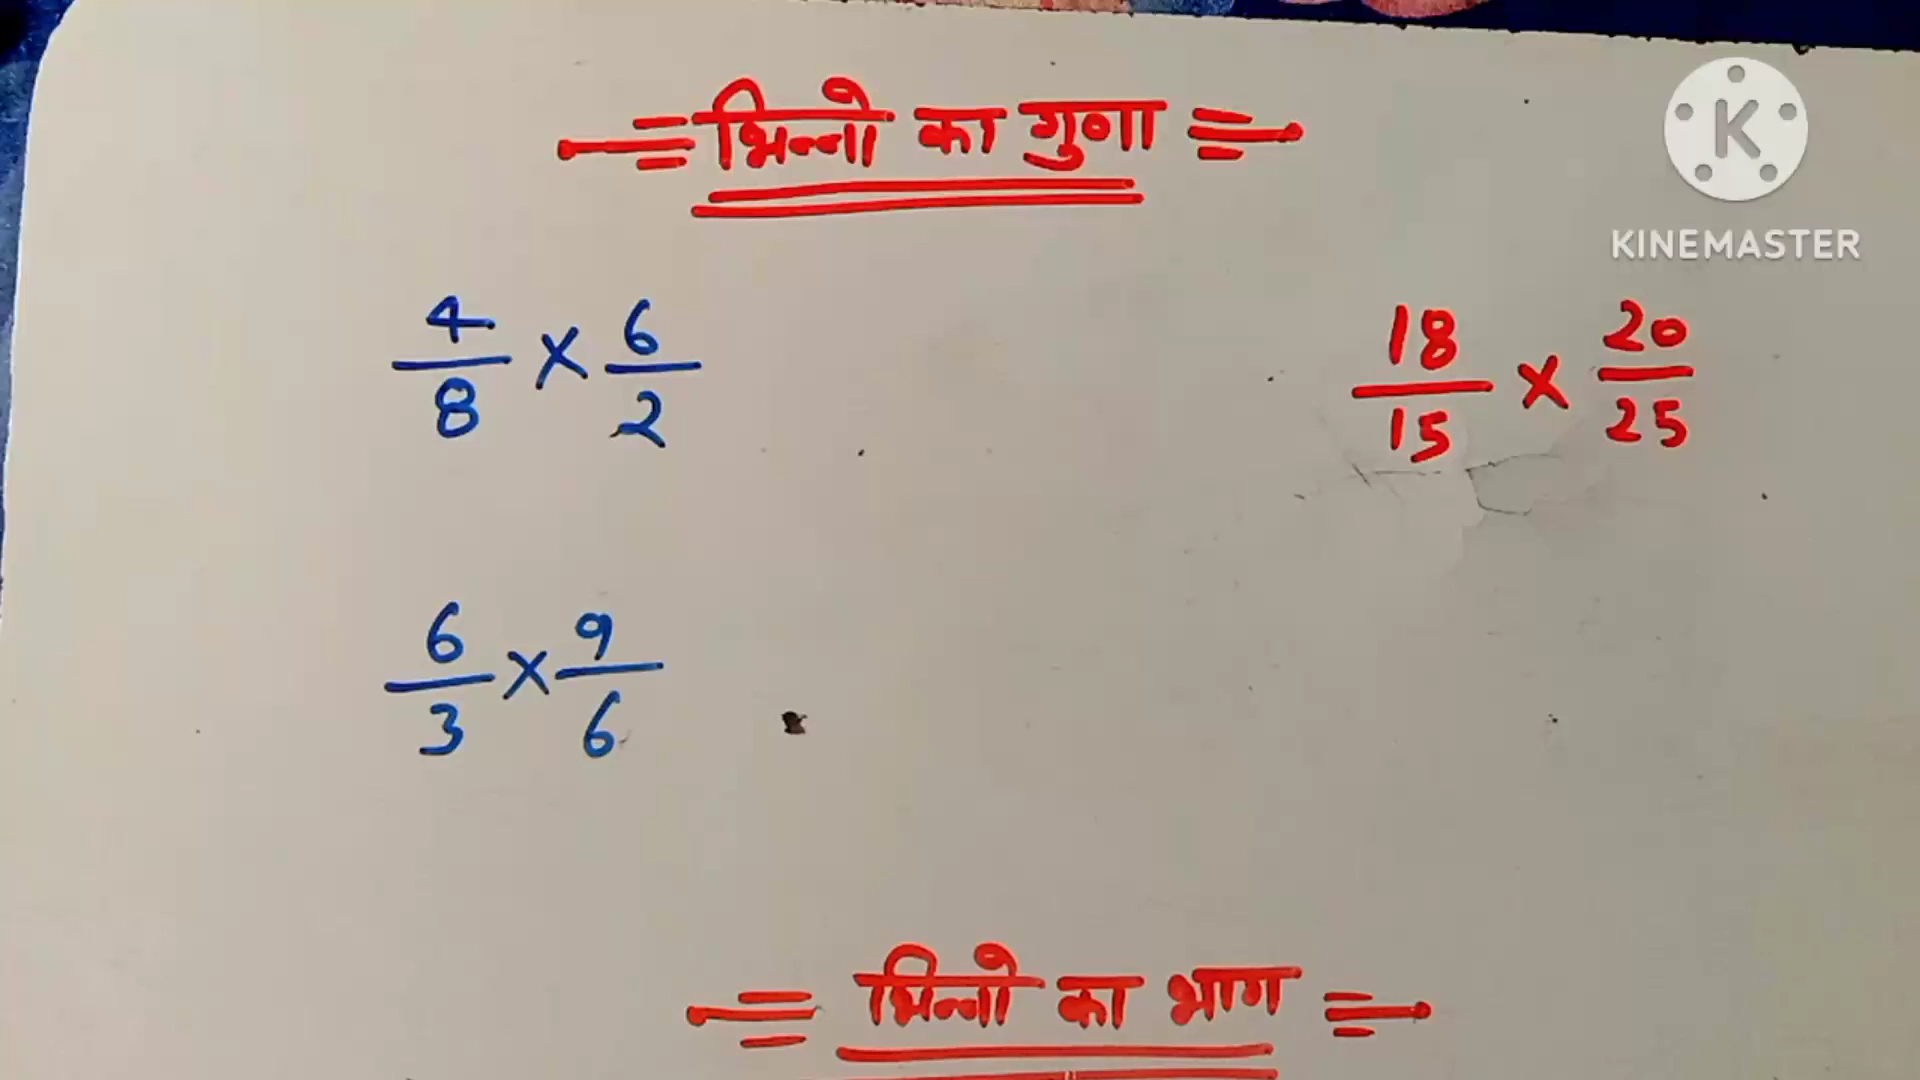 भिन्नो का गुणा
K
KINEMASTER
4/8 × 6/2
18/15 × 20/25
6/3 × 9/6
भिन्नो का भाग